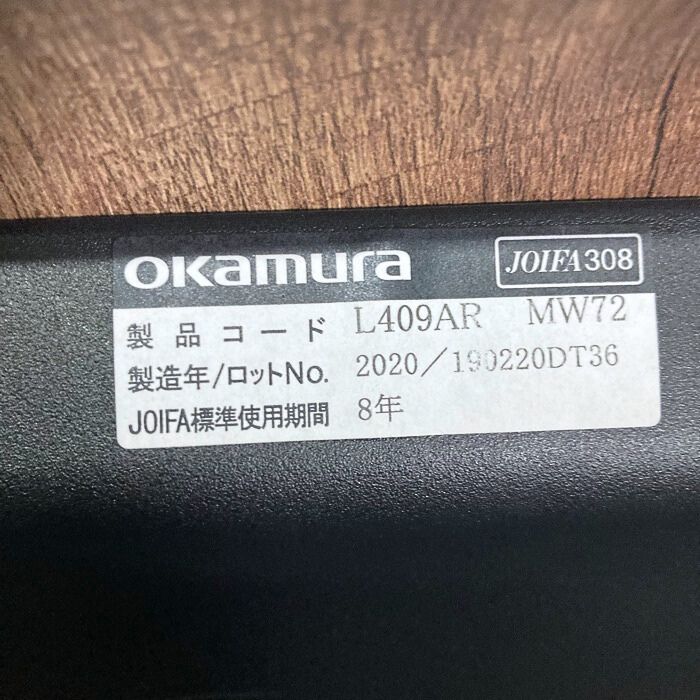 okamura JOIFA308
製品コード L409AR MW72
製造年/ロットNo. 2020/190220DT36
JOIFA標準使用期間 8年